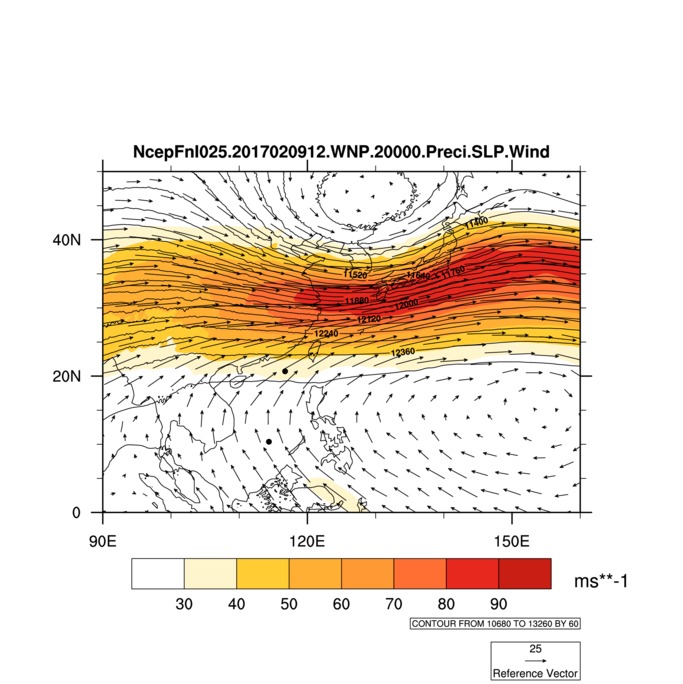 NcepFnl025.2017020912.WNP.20000.Preci.SLP.Wind
40N
20N
0
11400
11520
11640
11760
11880
12000
12120
12240
12360
90E
120E
150E
30 40 50 60 70 80 90
ms**-1
CONTOUR FROM 10680 TO 13260 BY 60
25
Reference Vector